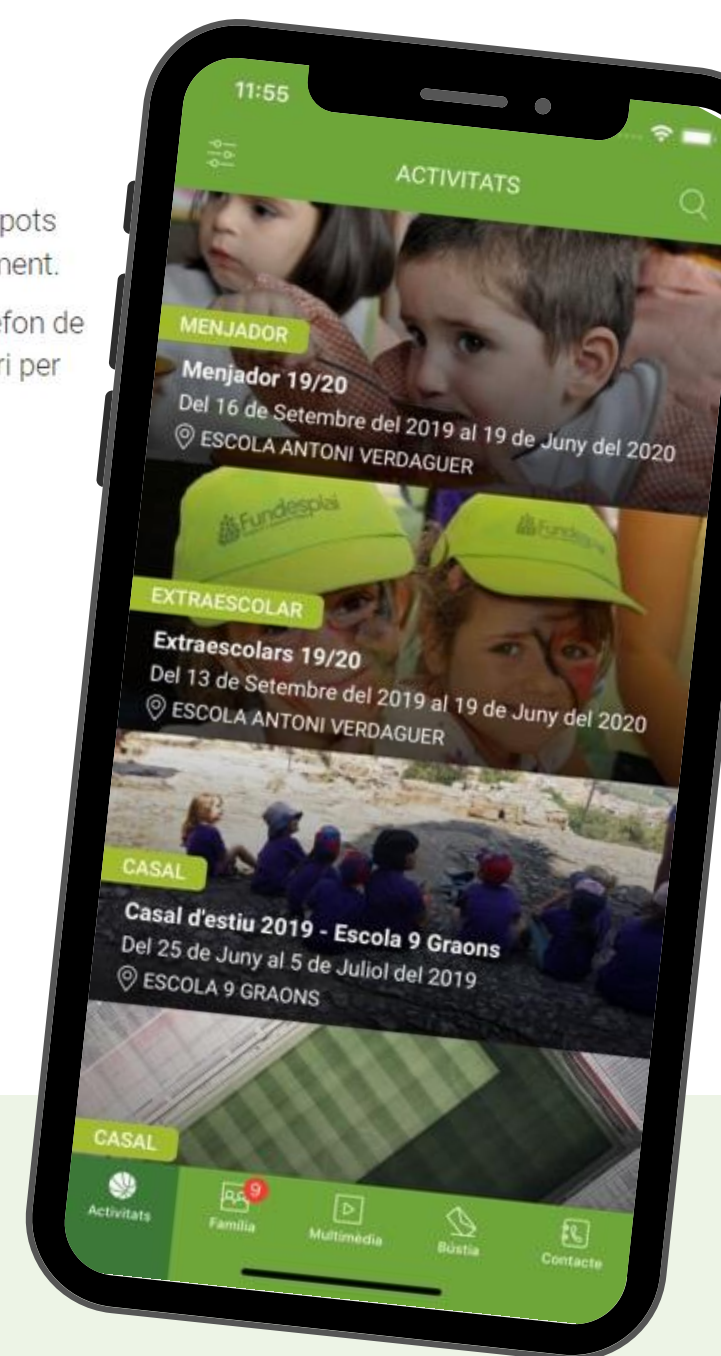 pots
ment.
èfon de
ri per
11:55
ACTIVITATS
MENJADOR
Menjador 19/20
Del 16 de Setembre del 2019 al 19 de Juny del 2020
ESCOLA ANTONI VERDAGUER
Fundesplai
Fundesplai
EXTRAESCOLAR
Extraescolars 19/20
Del 13 de Setembre del 2019 al 19 de Juny del 2020
ESCOLA ANTONI VERDAGUER
CASAL
Casal d'estiu 2019 - Escola 9 Graons
Del 25 de Juny al 5 de Juliol del 2019
ESCOLA 9 GRAONS
CASAL
9
Activitats
Família
Multimèdia
Bústia
Contacte